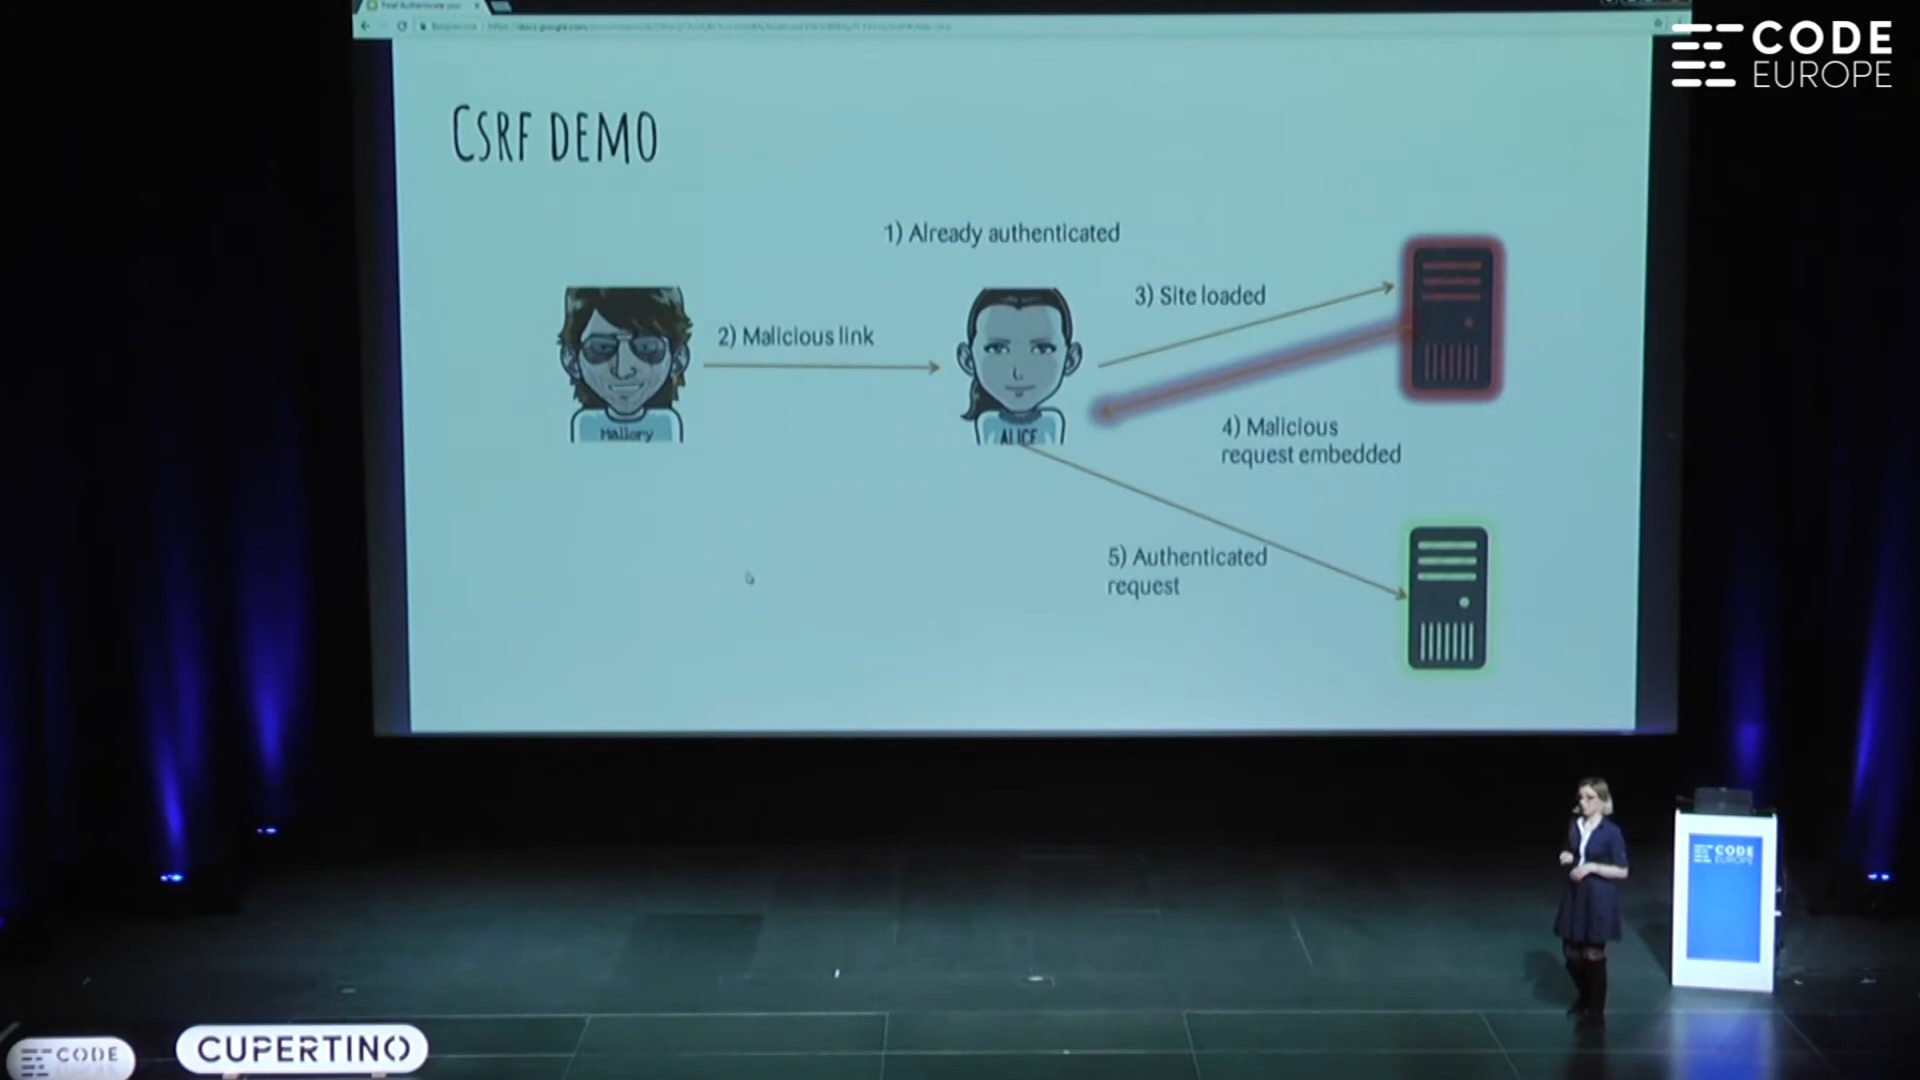 CODE
EUROPE
CSRF DEMO
1) Already authenticated
2) Malicious link
3) Site loaded
4) Malicious
request embedded
5) Authenticated
request
Mallory
ALICE
CODE
EUROPE
CODE
CUPERTINO